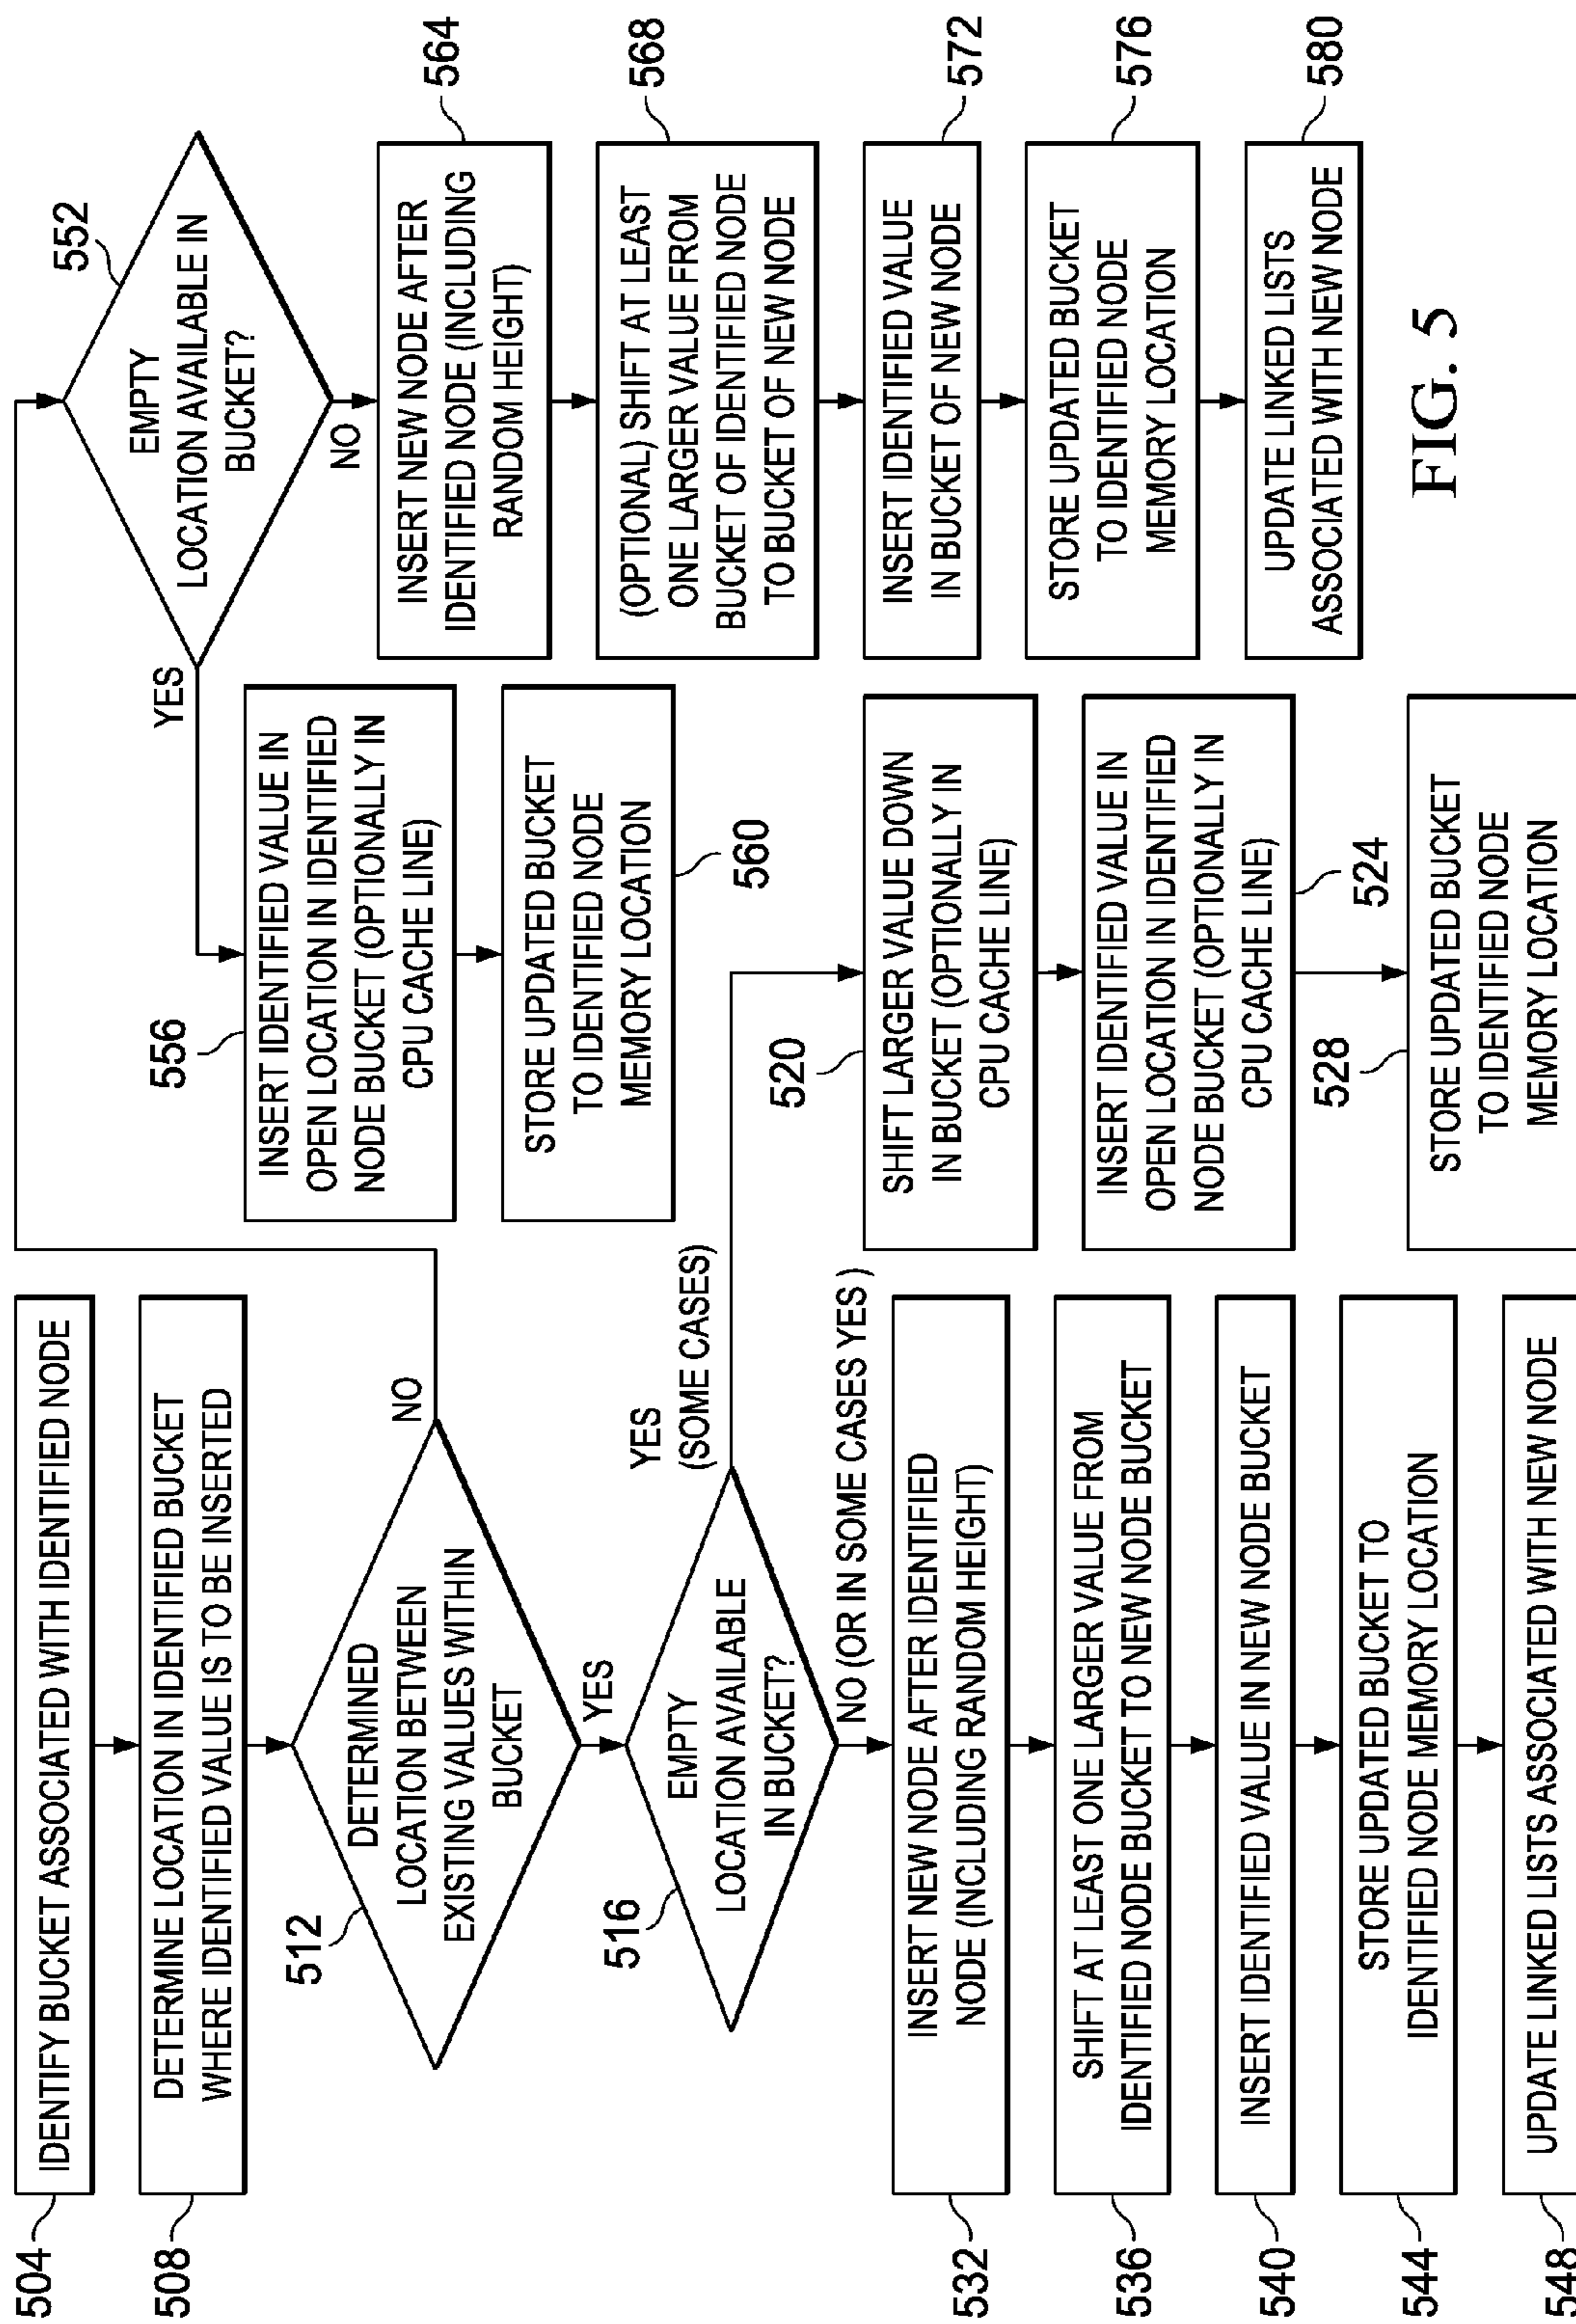 504
IDENTIFY BUCKET ASSOCIATED WITH IDENTIFIED NODE
508
DETERMINE LOCATION IN IDENTIFIED BUCKET
WHERE IDENTIFIED VALUE IS TO BE INSERTED
512
DETERMINED
LOCATION BETWEEN
EXISTING VALUES WITHIN
BUCKET
NO
YES
516
EMPTY
LOCATION AVAILABLE
IN BUCKET?
YES
(SOME CASES)
NO (OR IN SOME CASES YES )
532
INSERT NEW NODE AFTER IDENTIFIED
NODE (INCLUDING RANDOM HEIGHT)
536
SHIFT AT LEAST ONE LARGER VALUE FROM
IDENTIFIED NODE BUCKET TO NEW NODE BUCKET
540
INSERT IDENTIFIED VALUE IN NEW NODE BUCKET
544
STORE UPDATED BUCKET TO
IDENTIFIED NODE MEMORY LOCATION
548
UPDATE LINKED LISTS ASSOCIATED WITH NEW NODE
556
INSERT IDENTIFIED VALUE IN
OPEN LOCATION IN IDENTIFIED
NODE BUCKET (OPTIONALLY IN
CPU CACHE LINE)
STORE UPDATED BUCKET
TO IDENTIFIED NODE
MEMORY LOCATION
560
520
SHIFT LARGER VALUE DOWN
IN BUCKET (OPTIONALLY IN
CPU CACHE LINE)
INSERT IDENTIFIED VALUE IN
OPEN LOCATION IN IDENTIFIED
NODE BUCKET (OPTIONALLY IN
CPU CACHE LINE)
524
528
STORE UPDATED BUCKET
TO IDENTIFIED NODE
MEMORY LOCATION
552
EMPTY
LOCATION AVAILABLE IN
BUCKET?
YES
NO
INSERT NEW NODE AFTER
IDENTIFIED NODE (INCLUDING
RANDOM HEIGHT)
564
(OPTIONAL) SHIFT AT LEAST
ONE LARGER VALUE FROM
BUCKET OF IDENTIFIED NODE
TO BUCKET OF NEW NODE
568
INSERT IDENTIFIED VALUE
IN BUCKET OF NEW NODE
572
STORE UPDATED BUCKET
TO IDENTIFIED NODE
MEMORY LOCATION
576
UPDATE LINKED LISTS
ASSOCIATED WITH NEW NODE
580
FIG. 5